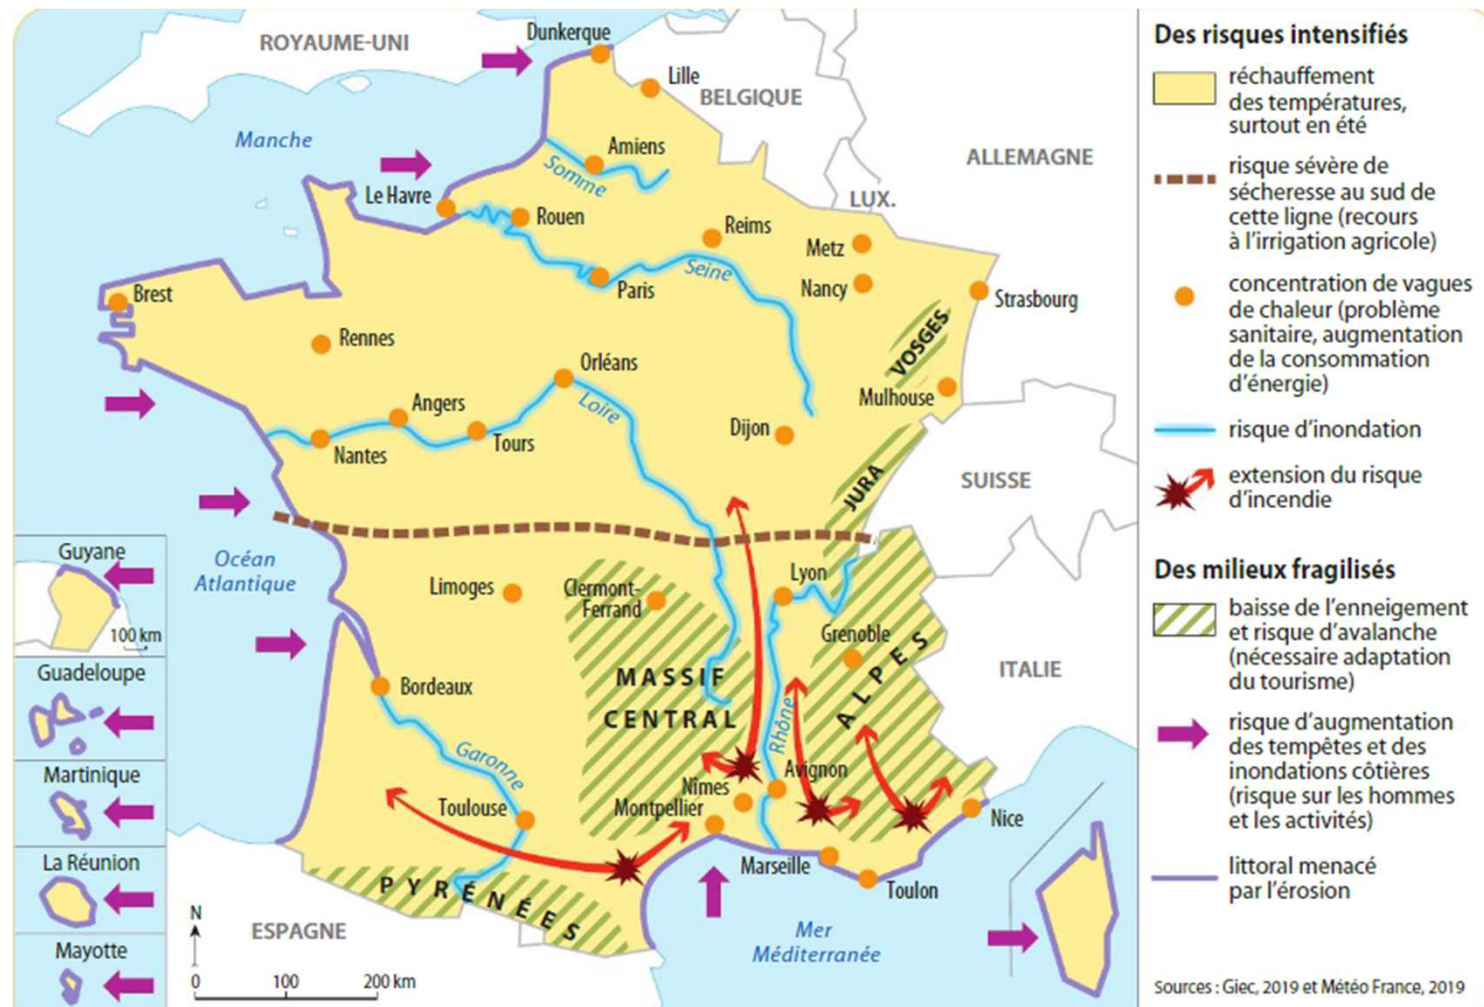 ROYAUME-UNI
Dunkerque
Lille
BELGIQUE
Manche
Amiens
Somme
ALLEMAGNE
Le Havre
Rouen
LUX.
Reims
Metz
Seine
Paris
Nancy
Strasbourg
Brest
Rennes
VOSGES
Orléans
Mulhouse
Angers
Loire
Tours
Dijon
Nantes
JURA
SUISSE
Océan
Atlantique
Limoges
Clermont-
Ferrand
Lyon
Grenoble
ALPES
ITALIE
MASSIF
CENTRAL
Bordeaux
Rhône
Garonne
Avignon
Nîmes
Montpellier
Toulouse
Nice
Marseille
Toulon
PYRÉNÉES
ESPAGNE
Mer
Méditerranée
N
0 100 200 km
Guyane
100 km
Guadeloupe
Martinique
La Réunion
Mayotte
Des risques intensifiés
réchauffement
des températures,
surtout en été
risque sévère de
sécheresse au sud de
cette ligne (recours
à l'irrigation agricole)
concentration de vagues
de chaleur (problème
sanitaire, augmentation
de la consommation
d'énergie)
risque d'inondation
extension du risque
d'incendie
Des milieux fragilisés
baisse de l'enneigement
et risque d'avalanche
(nécessaire adaptation
du tourisme)
risque d'augmentation
des tempêtes et des
inondations côtières
(risque sur les hommes
et les activités)
littoral menacé
par l'érosion
Sources : Giec, 2019 et Météo France, 2019